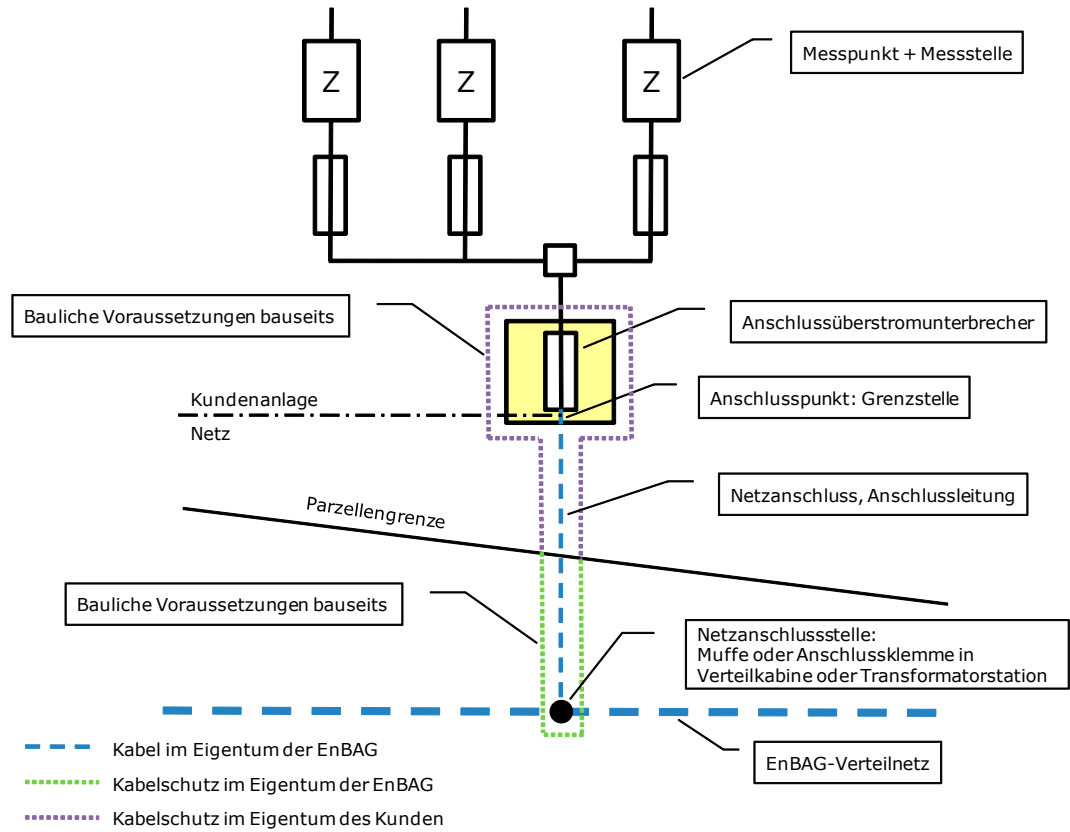 Z
Z
Z
Messpunkt + Messstelle
Bauliche Voraussetzungen bauseits
Anschlussüberstromunterbrecher
Kundenanlage
Anschlusspunkt: Grenzstelle
Netz
Netzanschluss, Anschlussleitung
Parzellengrenze
Bauliche Voraussetzungen bauseits
Netzanschlussstelle:
Muffe oder Anschlussklemme in
Verteilkabine oder Transformatorstation
EnBAG-Verteilnetz
Kabel im Eigentum der EnBAG
Kabelschutz im Eigentum der EnBAG
Kabelschutz im Eigentum des Kunden